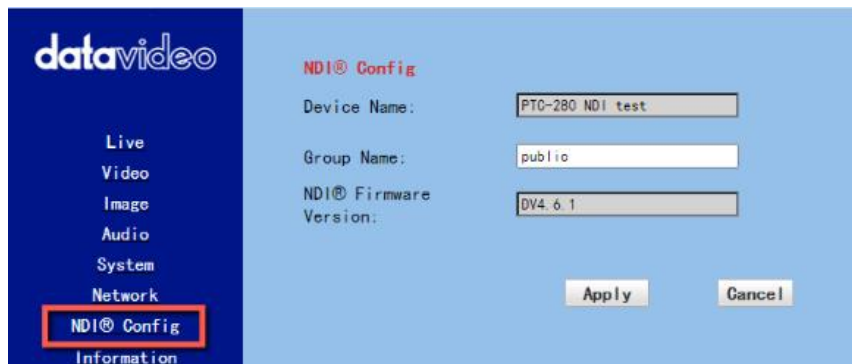 datavideo
Live
Video
Image
Audio
System
Network
NDI® Config
Information
NDI® Config
Device Name: PTC-280 NDI test
Group Name: public
NDI® Firmware
Version: DV4.6.1
Apply Cancel